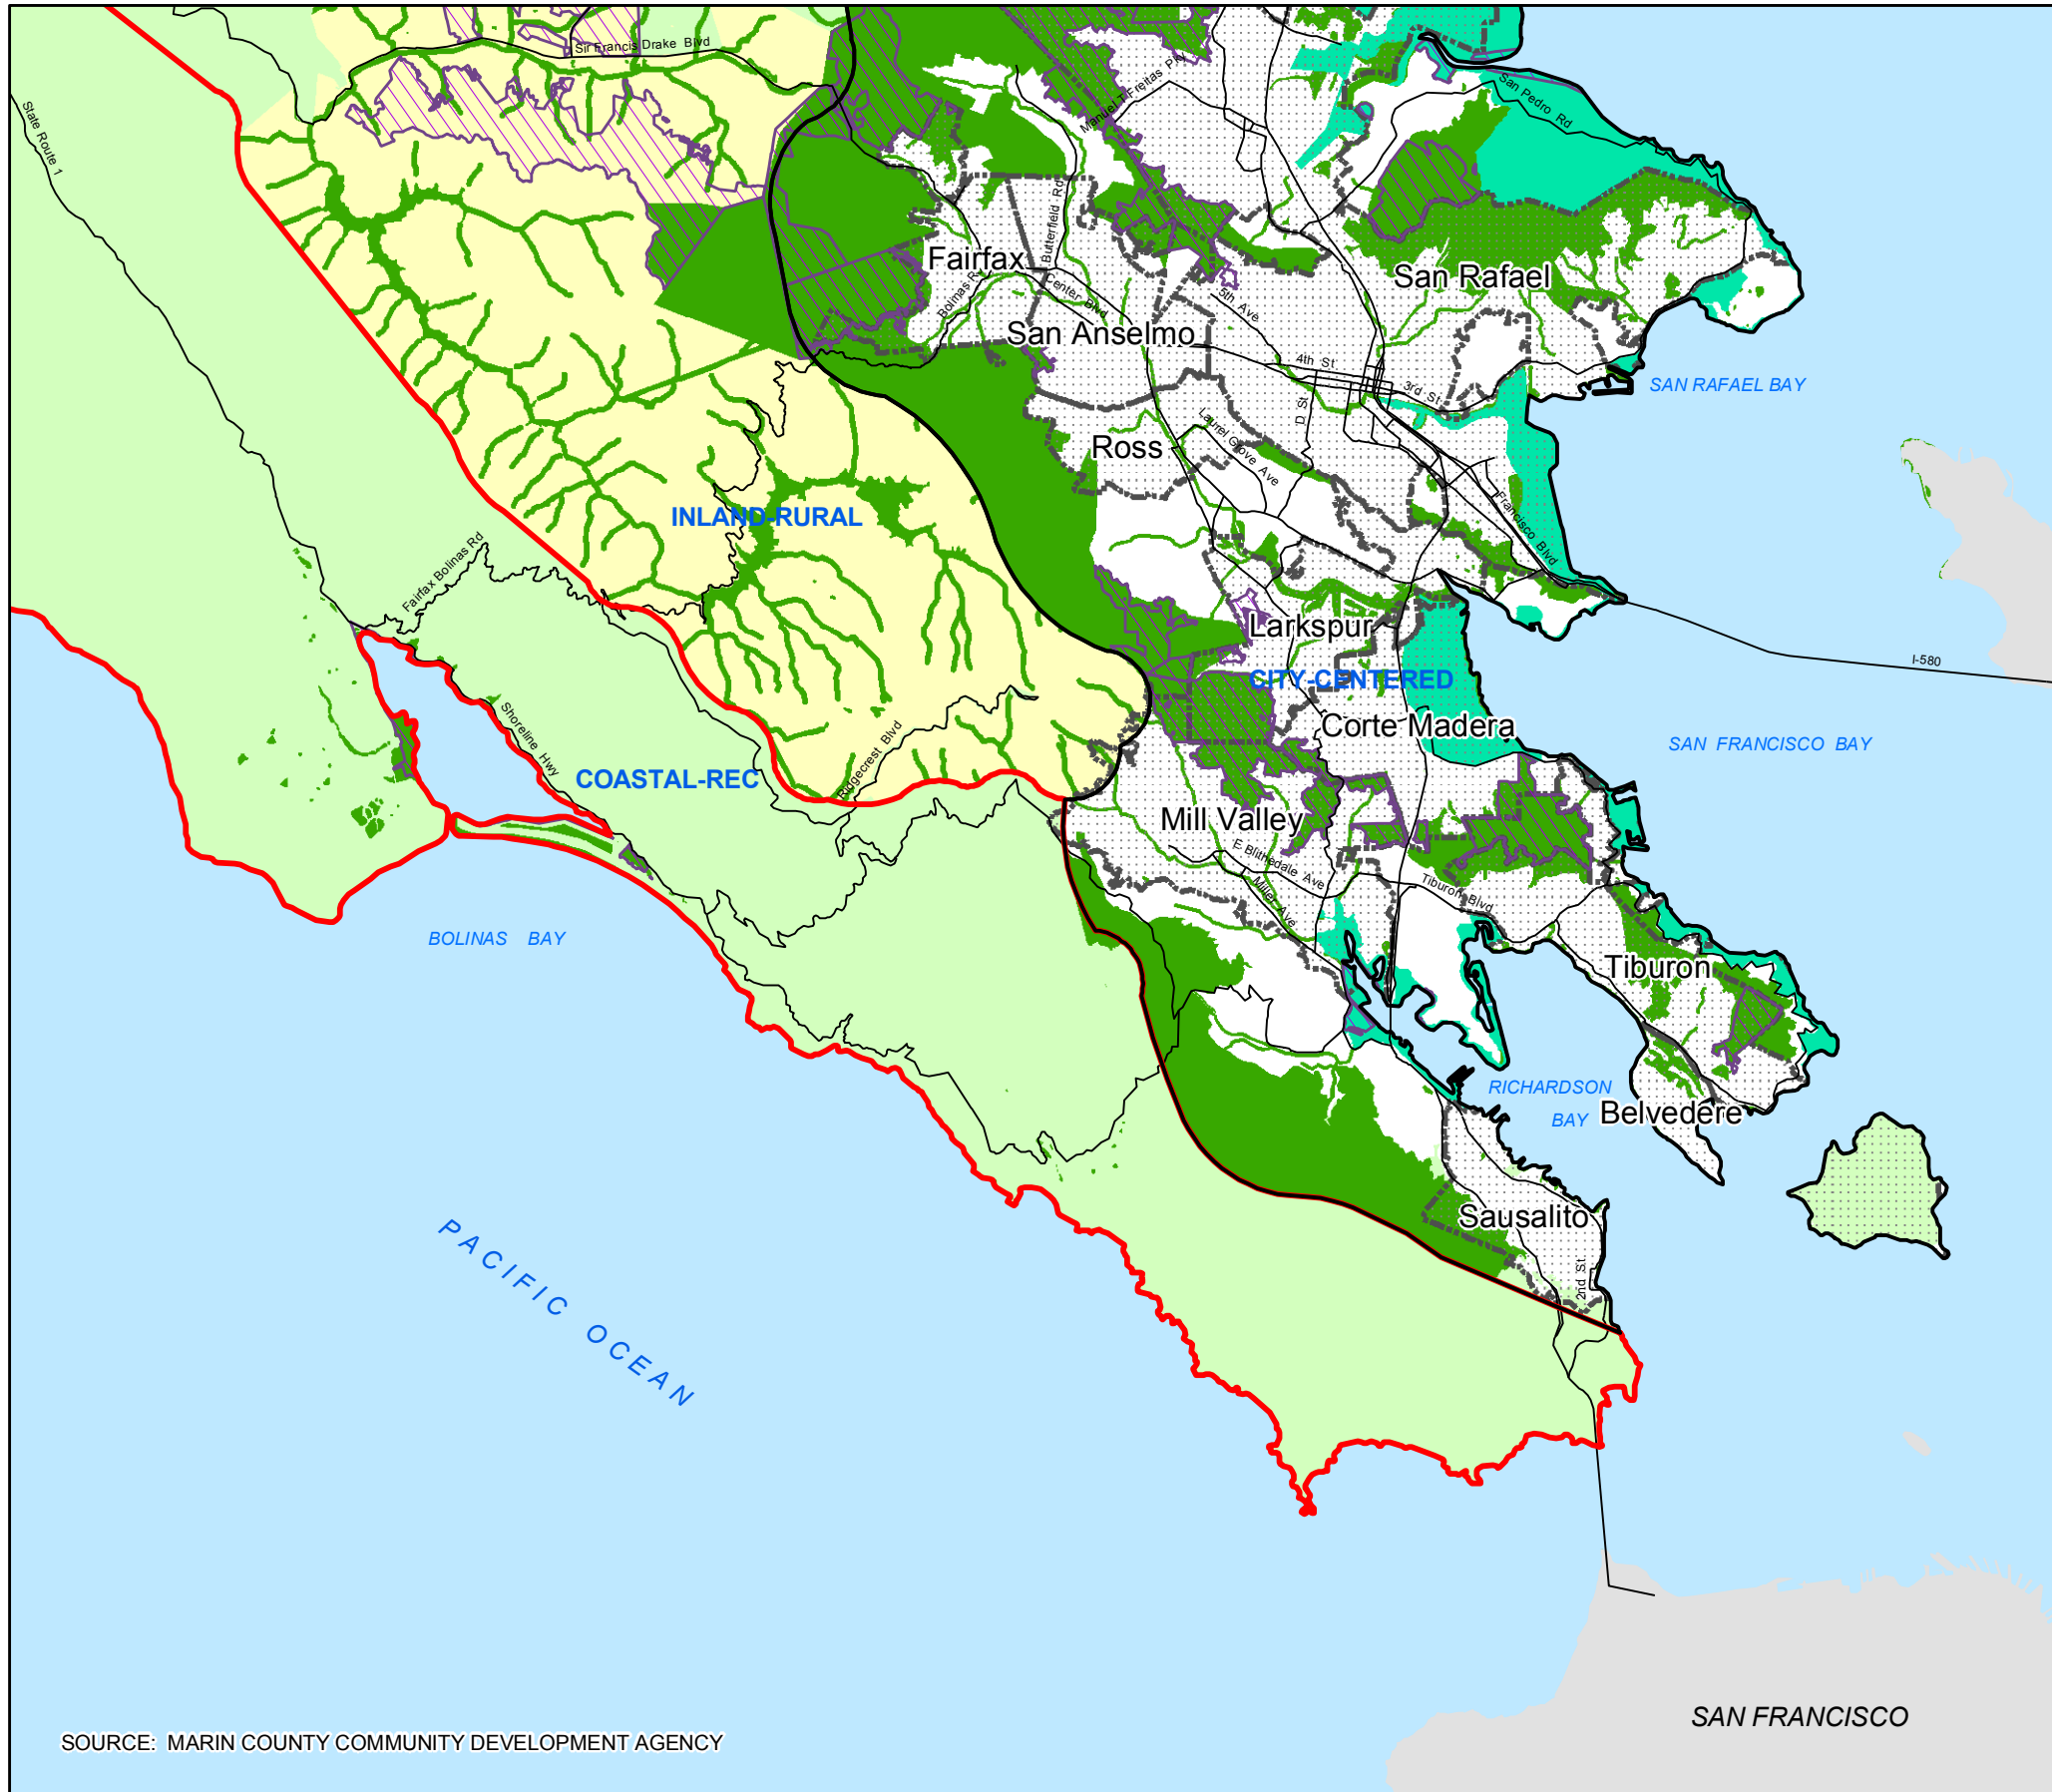 Sir Francis Drake Blvd
State Route 1
Manuel T Freitas Pky
San Pedro Rd
Butterfield Rd
Fairfax
San Rafael
Bolinas R
Center Blvd
5th Ave
San Anselmo
4th St
3rd St
SAN RAFAEL BAY
D St
Ross
Laurel Grove Ave
INLAND-RURAL
Francisco Blvd
Fairfax Bolinas Rd
Larkspur
I-580
CITY-CENTERED
Shoreline Hwy
Corte Madera
SAN FRANCISCO BAY
Ridgecrest Blvd
COASTAL-REC
Mill Valley
E Blithedale Ave
Miller Ave
Tiburon Blvd
BOLINAS BAY
Tiburon
RICHARDSON
BAY
Belvedere
Sausalito
2nd St
PACIFIC OCEAN
SAN FRANCISCO
SOURCE: MARIN COUNTY COMMUNITY DEVELOPMENT AGENCY